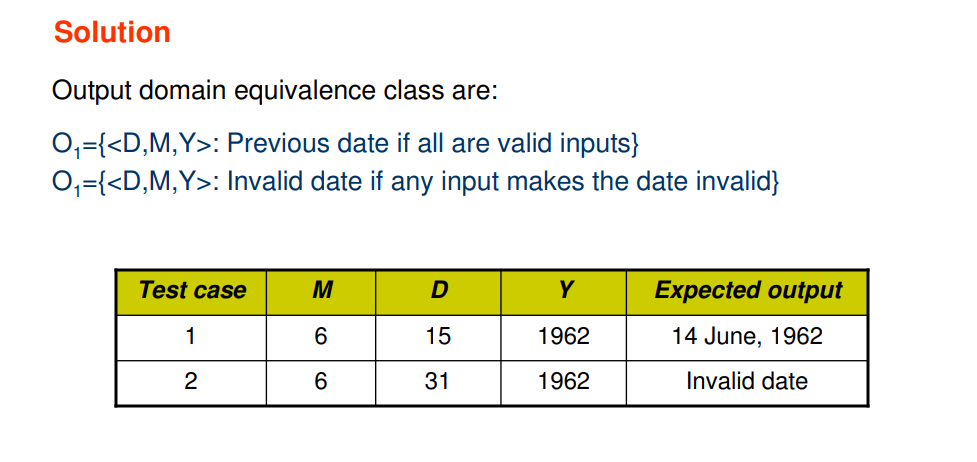 Solution
Output domain equivalence class are:
O₁={<D,M,Y>: Previous date if all are valid inputs}
O₁={<D,M,Y>: Invalid date if any input makes the date invalid}
Test case M D Y Expected output
1 6 15 1962 14 June, 1962
2 6 31 1962 Invalid date